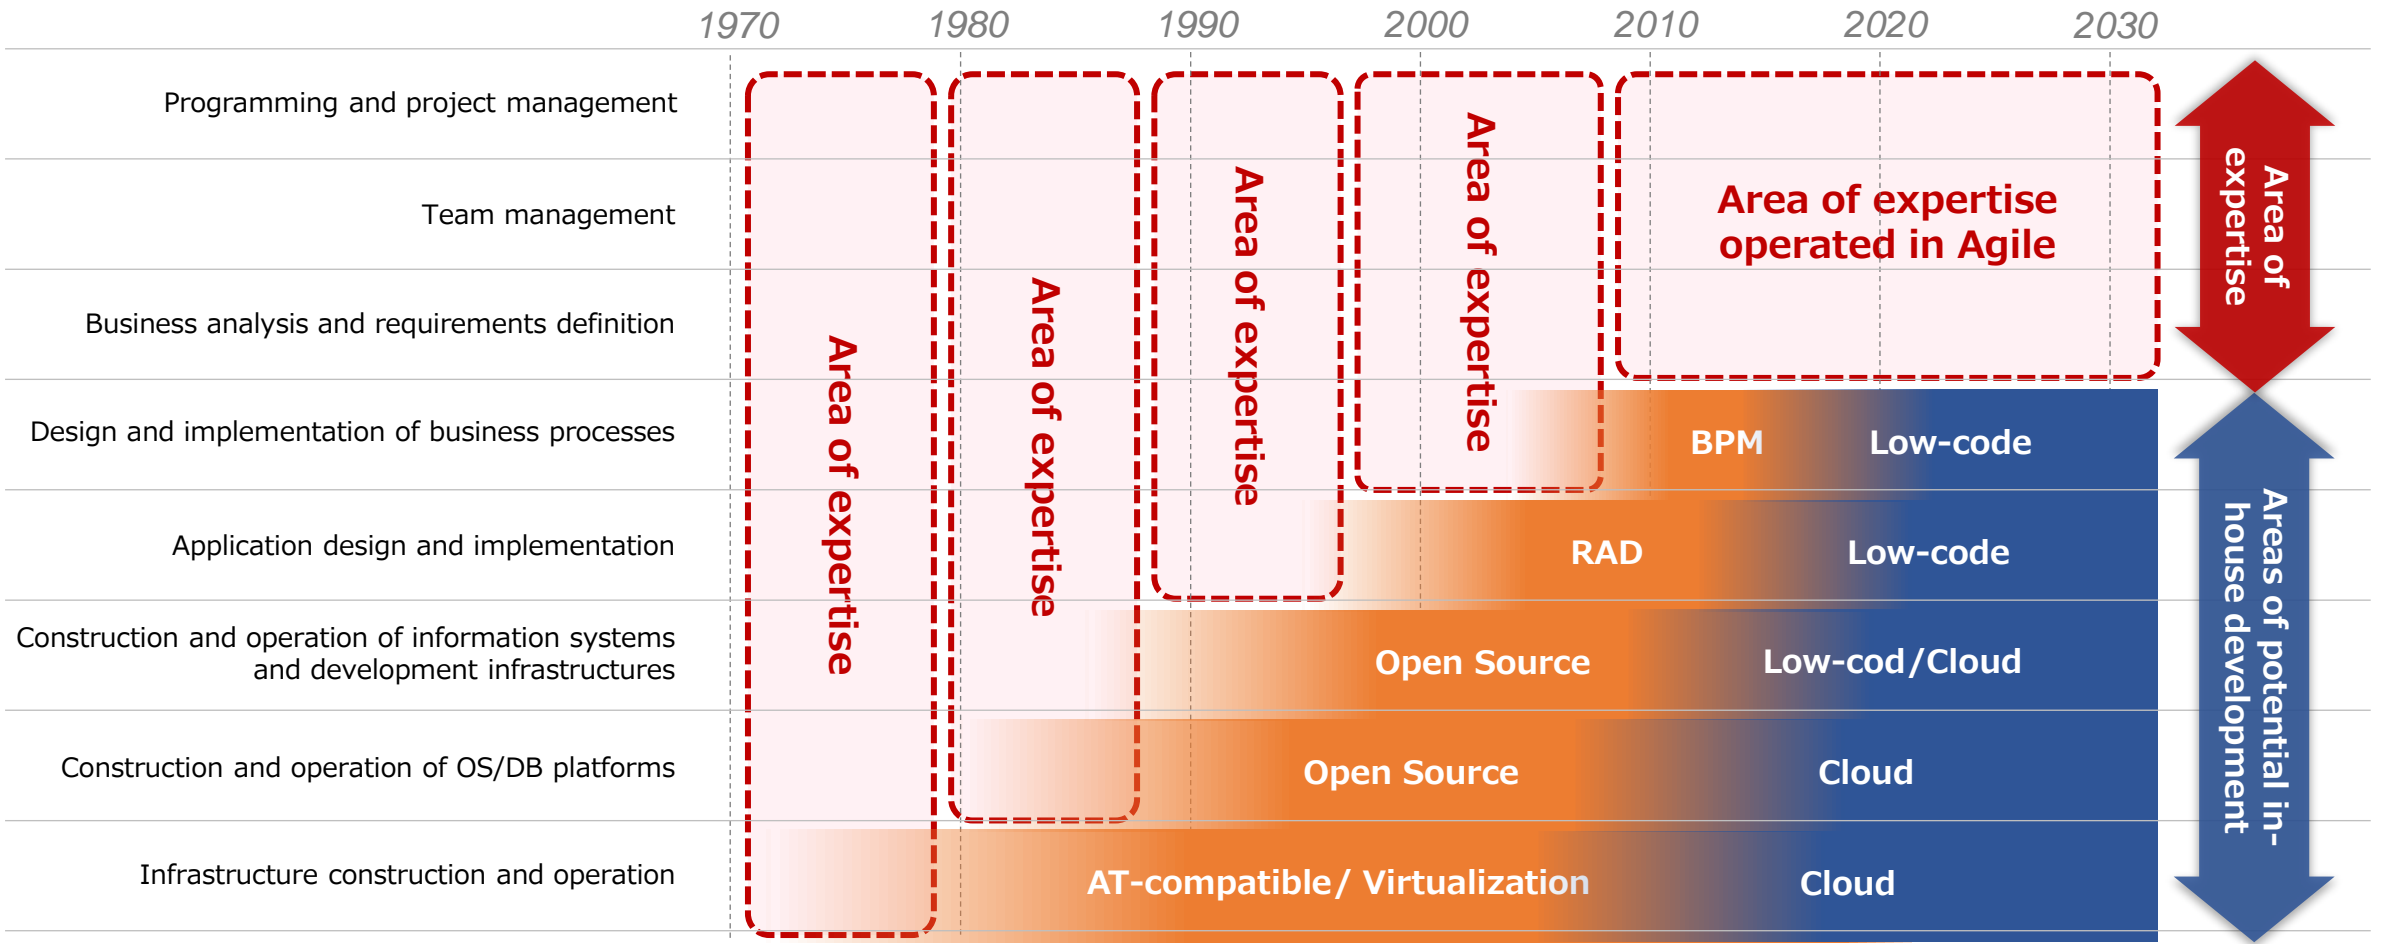 1970 1980 1990 2000 2010 2020 2030
Programming and project management
Team management
Business analysis and requirements definition
Design and implementation of business processes
Application design and implementation
Construction and operation of information systems
and development infrastructures
Construction and operation of OS/DB platforms
Infrastructure construction and operation
Area of expertise
Area of expertise
Area of expertise
Area of expertise
Area of expertise
operated in Agile
BPM Low-code
RAD Low-code
Open Source Low-cod/Cloud
Open Source Cloud
AT-compatible/ Virtualization Cloud
Area of
expertise
Areas of potential in-
house development